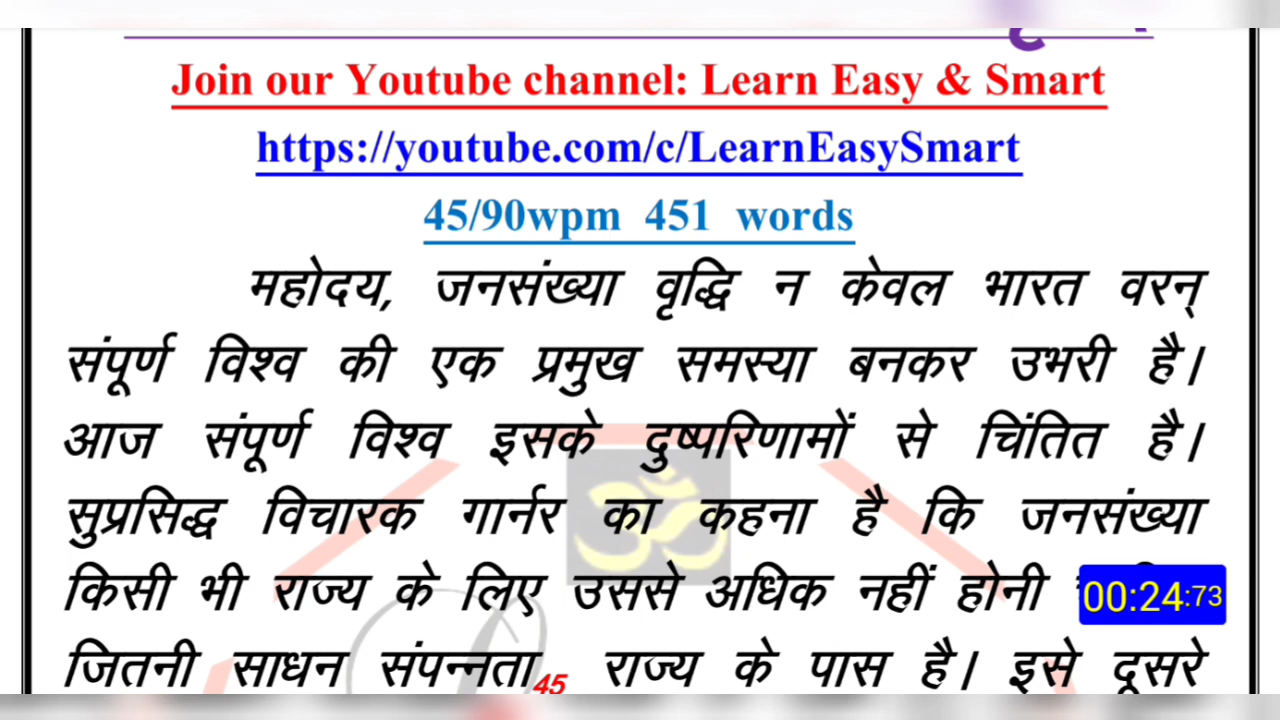 Join our Youtube channel: Learn Easy & Smart
https://youtube.com/c/LearnEasySmart
45/90wpm 451 words
महोदय, जनसंख्या वृद्धि न केवल भारत वरन्
संपूर्ण विश्व की एक प्रमुख समस्या बनकर उभरी है।
आज संपूर्ण विश्व इसके दुष्परिणामों से चिंतित है।
सुप्रसिद्ध विचारक गार्नर का कहना है कि जनसंख्या
किसी भी राज्य के लिए उससे अधिक नहीं होनी
00:24:73
जितनी साधन संपन्नता45 राज्य के पास है। इसे दूसरे
ॐ